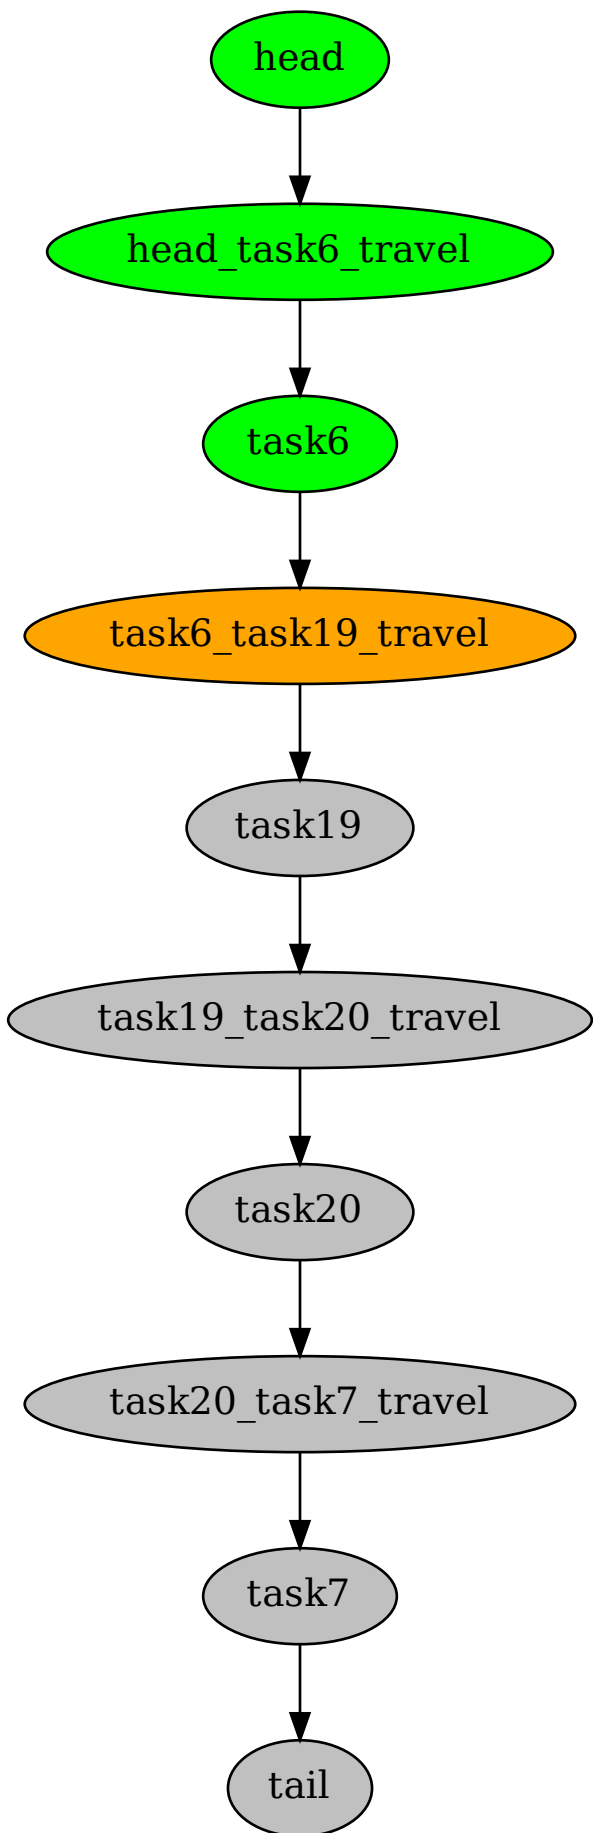 head
head_task6_travel
task6
task6_task19_travel
task19
task19_task20_travel
task20
task20_task7_travel
task7
tail